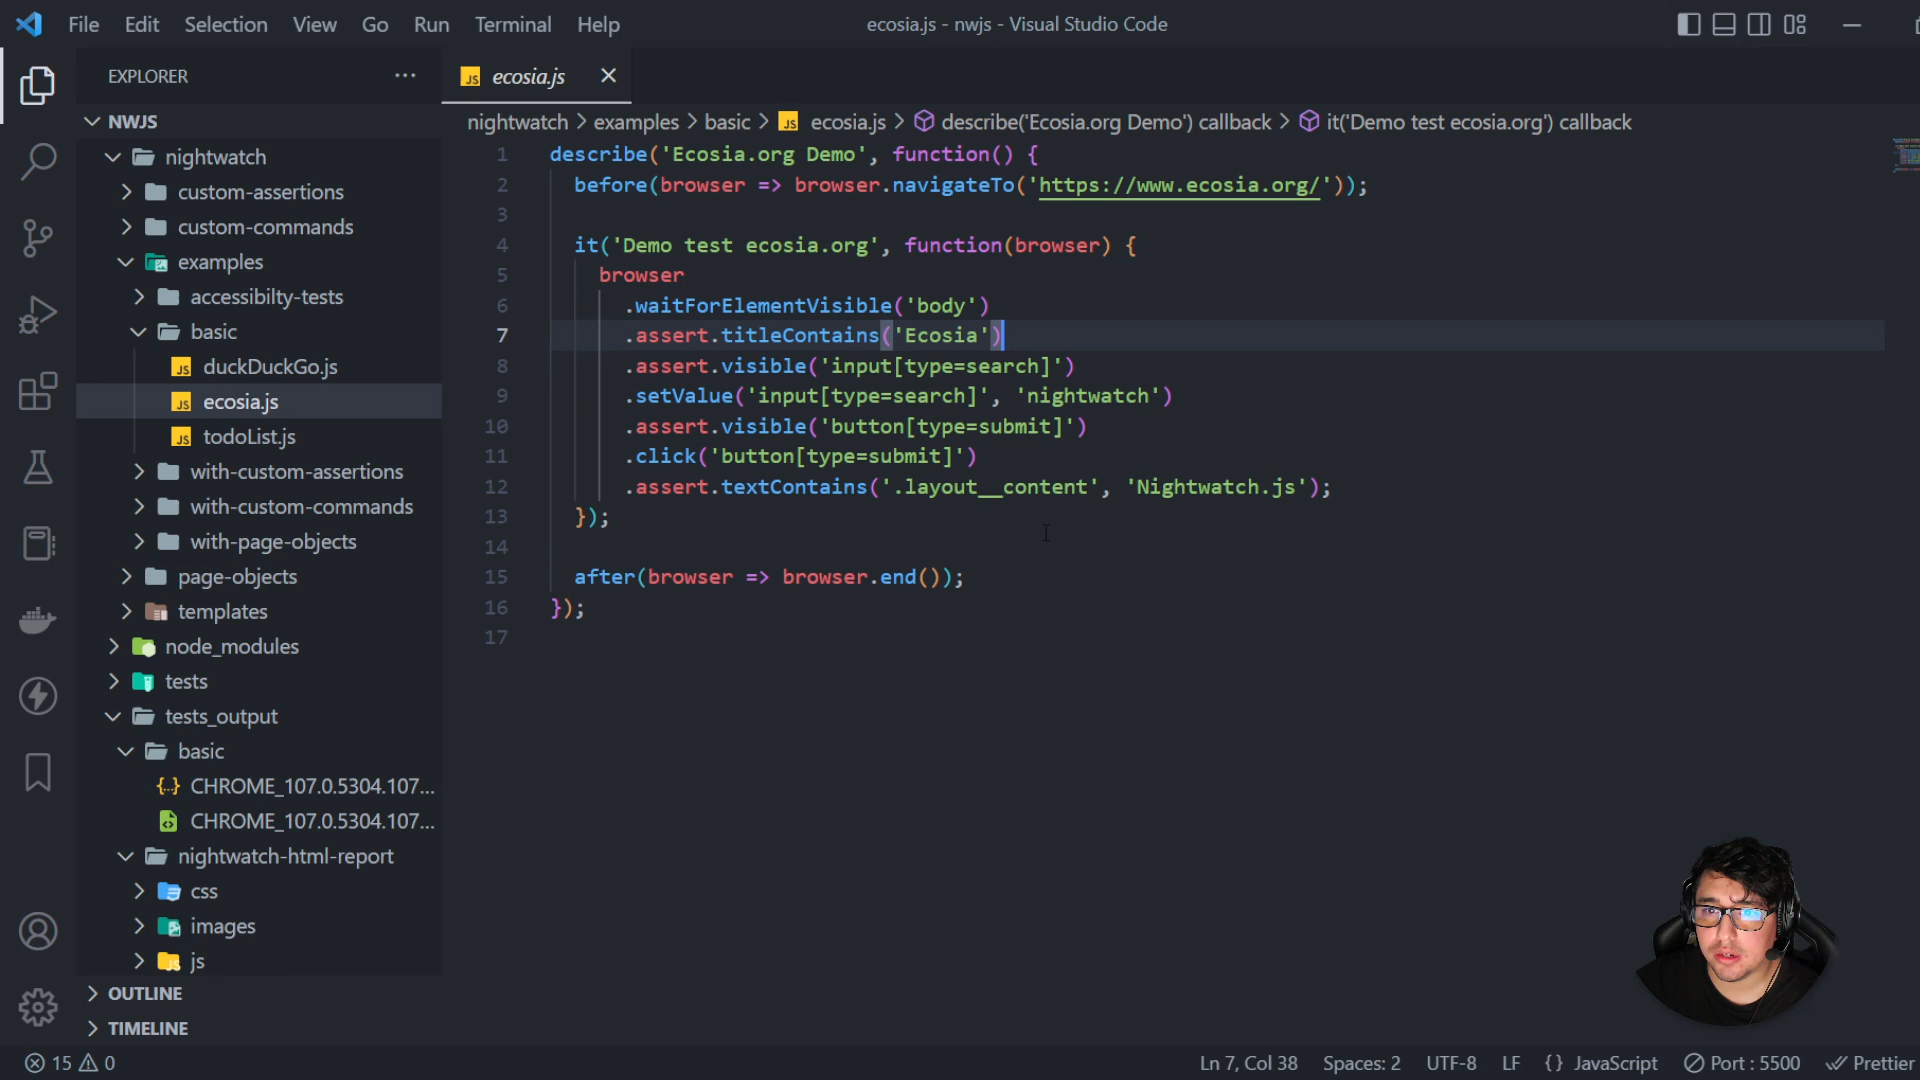 File Edit Selection View Go Run Terminal Help
ecosia.js - nwjs - Visual Studio Code
EXPLORER
NWJS
nightwatch
custom-assertions
custom-commands
examples
accessibilty-tests
basic
JS duckDuckGo.js
JS ecosia.js
JS todoList.js
with-custom-assertions
with-custom-commands
with-page-objects
page-objects
templates
node_modules
tests
tests_output
basic
{..} CHROME_107.0.5304.107...
CHROME_107.0.5304.107...
nightwatch-html-report
css
images
js
OUTLINE
TIMELINE
JS ecosia.js
nightwatch > examples > basic > JS ecosia.js > describe('Ecosia.org Demo') callback > it('Demo test ecosia.org') callback
1 describe('Ecosia.org Demo', function() {
2 before(browser => browser.navigateTo('https://www.ecosia.org/'));
3
4 it('Demo test ecosia.org', function(browser) {
5 browser
6 .waitForElementVisible('body')
7 .assert.titleContains('Ecosia')
8 .assert.visible('input[type=search]')
9 .setValue('input[type=search]', 'nightwatch')
10 .assert.visible('button[type=submit]')
11 .click('button[type=submit]')
12 .assert.textContains('.layout__content', 'Nightwatch.js');
13 });
14
15 after(browser => browser.end());
16 });
17
15 0
Ln 7, Col 38 Spaces: 2 UTF-8 LF {} JavaScript Port : 5500 Prettier